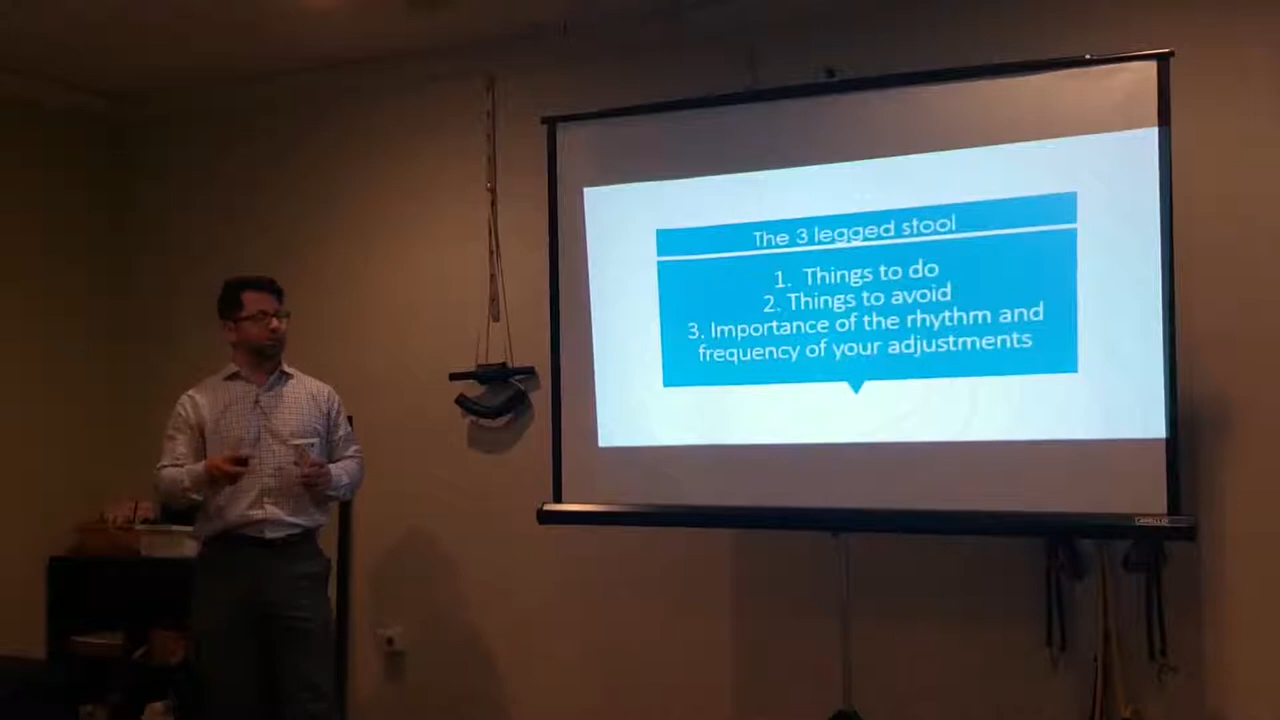 The 3 legged stool
1. Things to do
2. Things to avoid
3. Importance of the rhythm and
frequency of your adjustments